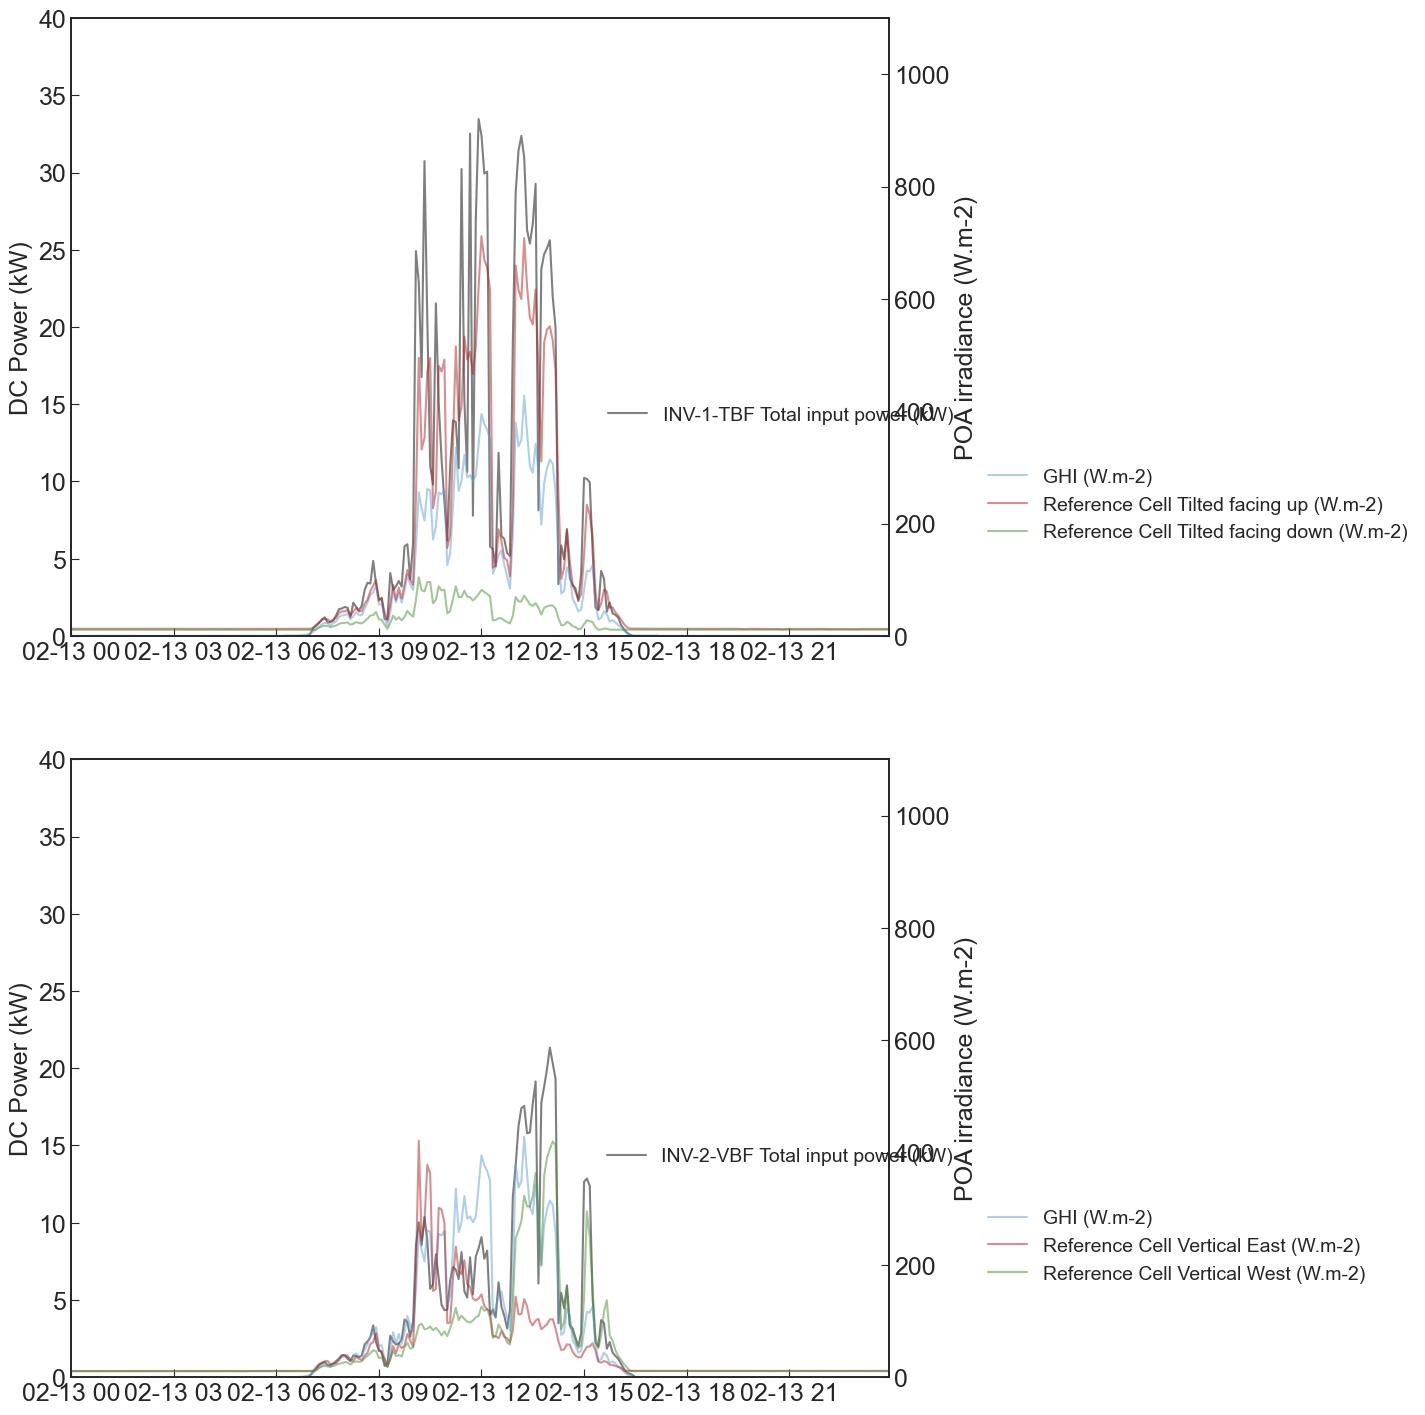 40
35
30
25
20
15
10
5
0
DC Power (kW)
1000
800
600
400
200
0
POA irradiance (W.m-2)
INV-1-TBF Total input power (kW)
GHI (W.m-2)
Reference Cell Tilted facing up (W.m-2)
Reference Cell Tilted facing down (W.m-2)
02-13 00 02-13 03 02-13 06 02-13 09 02-13 12 02-13 15 02-13 18 02-13 21
40
35
30
25
20
15
10
5
0
DC Power (kW)
1000
800
600
400
200
0
POA irradiance (W.m-2)
INV-2-VBF Total input power (kW)
GHI (W.m-2)
Reference Cell Vertical East (W.m-2)
Reference Cell Vertical West (W.m-2)
02-13 00 02-13 03 02-13 06 02-13 09 02-13 12 02-13 15 02-13 18 02-13 21